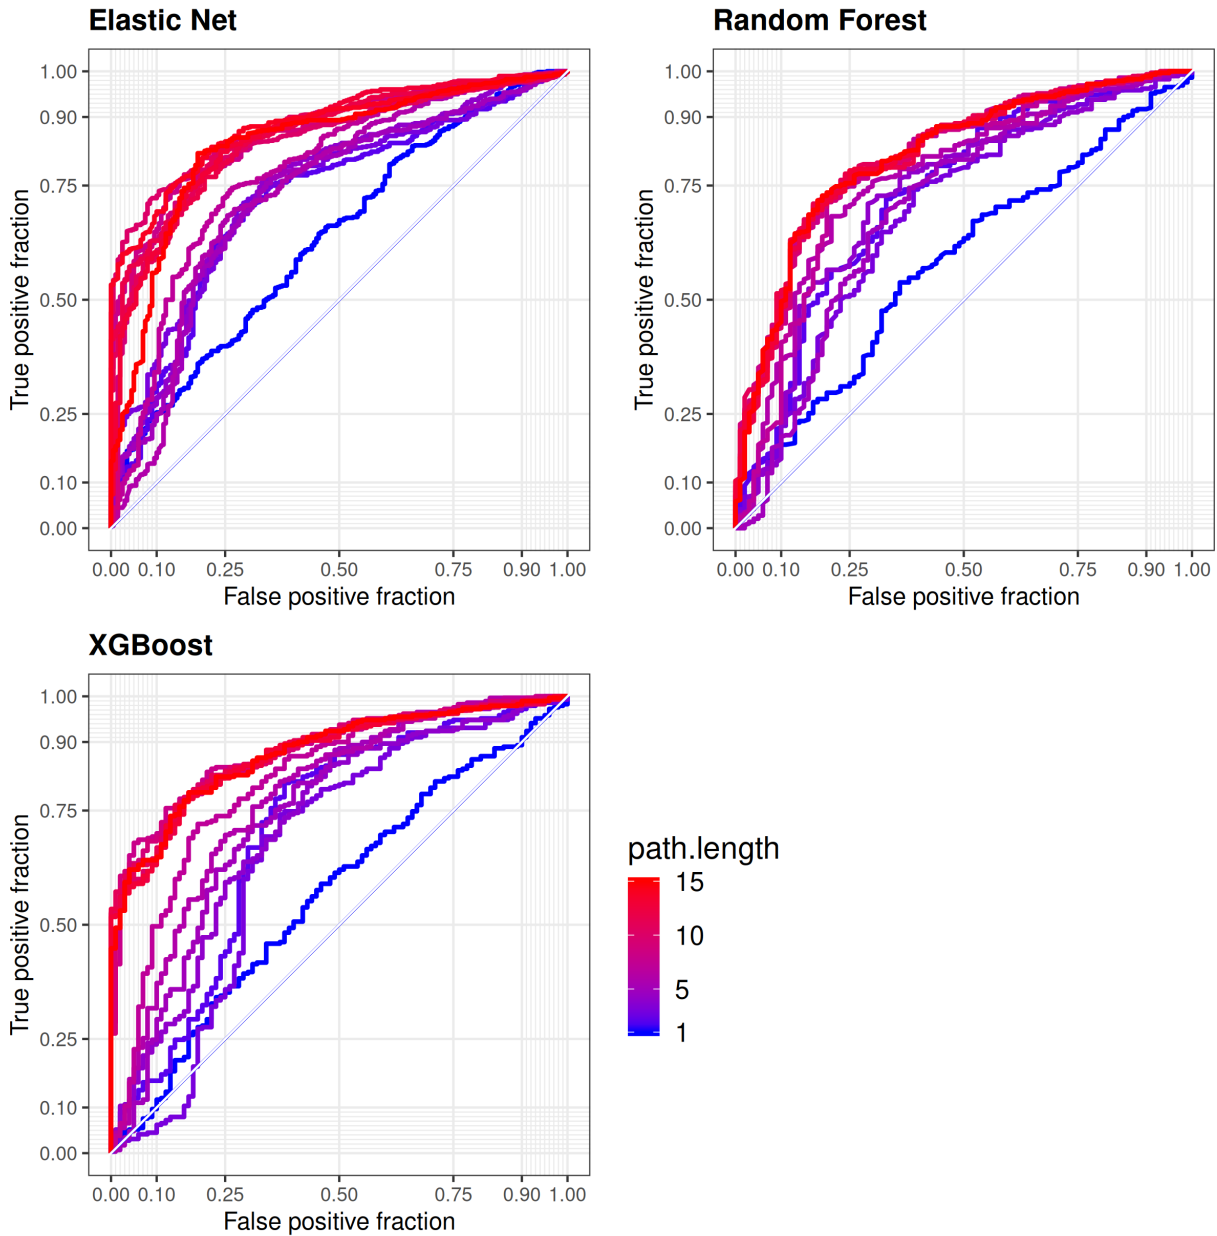 Elastic Net
1.00
0.90
0.75
0.50
0.25
0.10
0.00
True positive fraction
0.00 0.10 0.25 0.50 0.75 0.90 1.00
False positive fraction
Random Forest
1.00
0.90
0.75
0.50
0.25
0.10
0.00
True positive fraction
0.00 0.10 0.25 0.50 0.75 0.90 1.00
False positive fraction
XGBoost
1.00
0.90
0.75
0.50
0.25
0.10
0.00
True positive fraction
0.00 0.10 0.25 0.50 0.75 0.90 1.00
False positive fraction
path.length
15
10
5
1